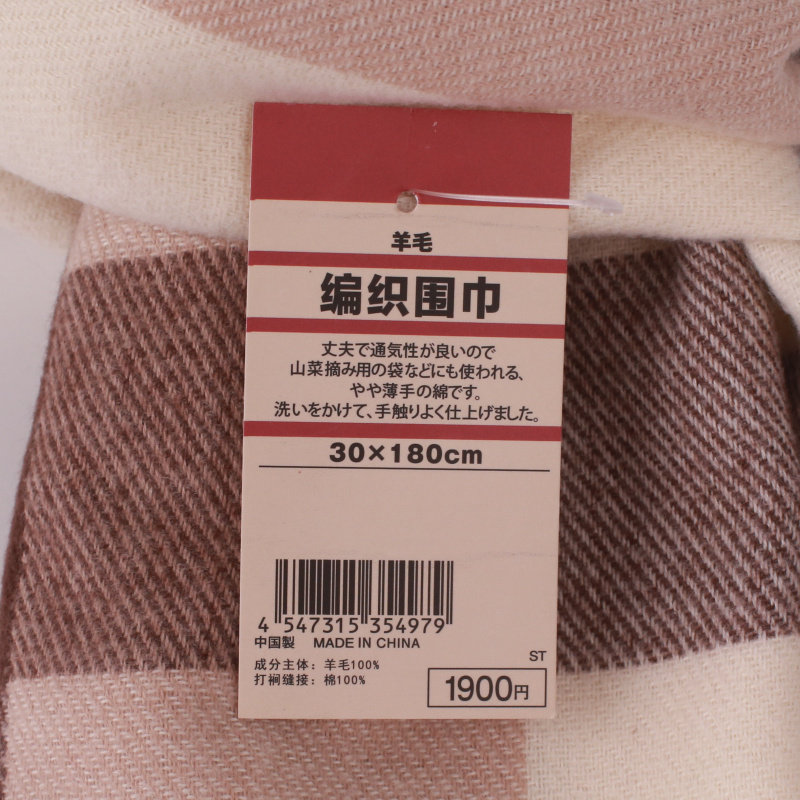 羊毛
编织围巾
丈夫で通気性が良いので
山菜摘み用の袋などにも使われる、
やや薄手の綿です。
洗いをかけて、手触りよく仕上げました。
30×180cm
4 547315 354979
中国製 MADE IN CHINA
ST
成分主体：羊毛100%
打裥缝接：棉100%
1900円